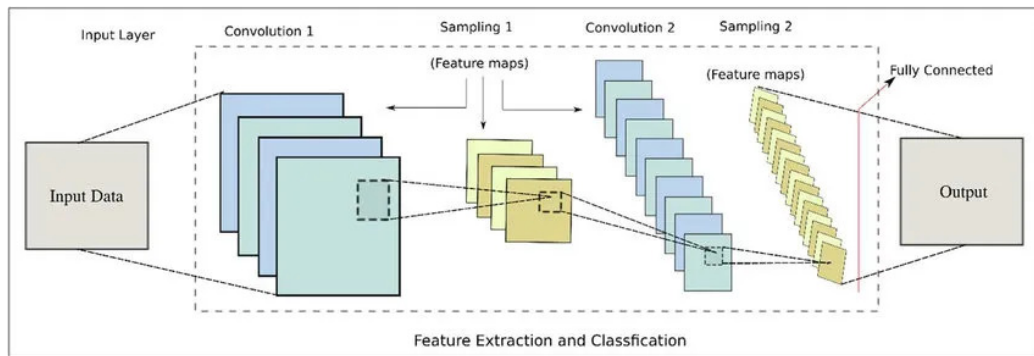 Input Layer
Convolution 1
Sampling 1
Convolution 2
Sampling 2
(Feature maps)
(Feature maps)
Fully Connected
Input Data
Output
Feature Extraction and Classfication